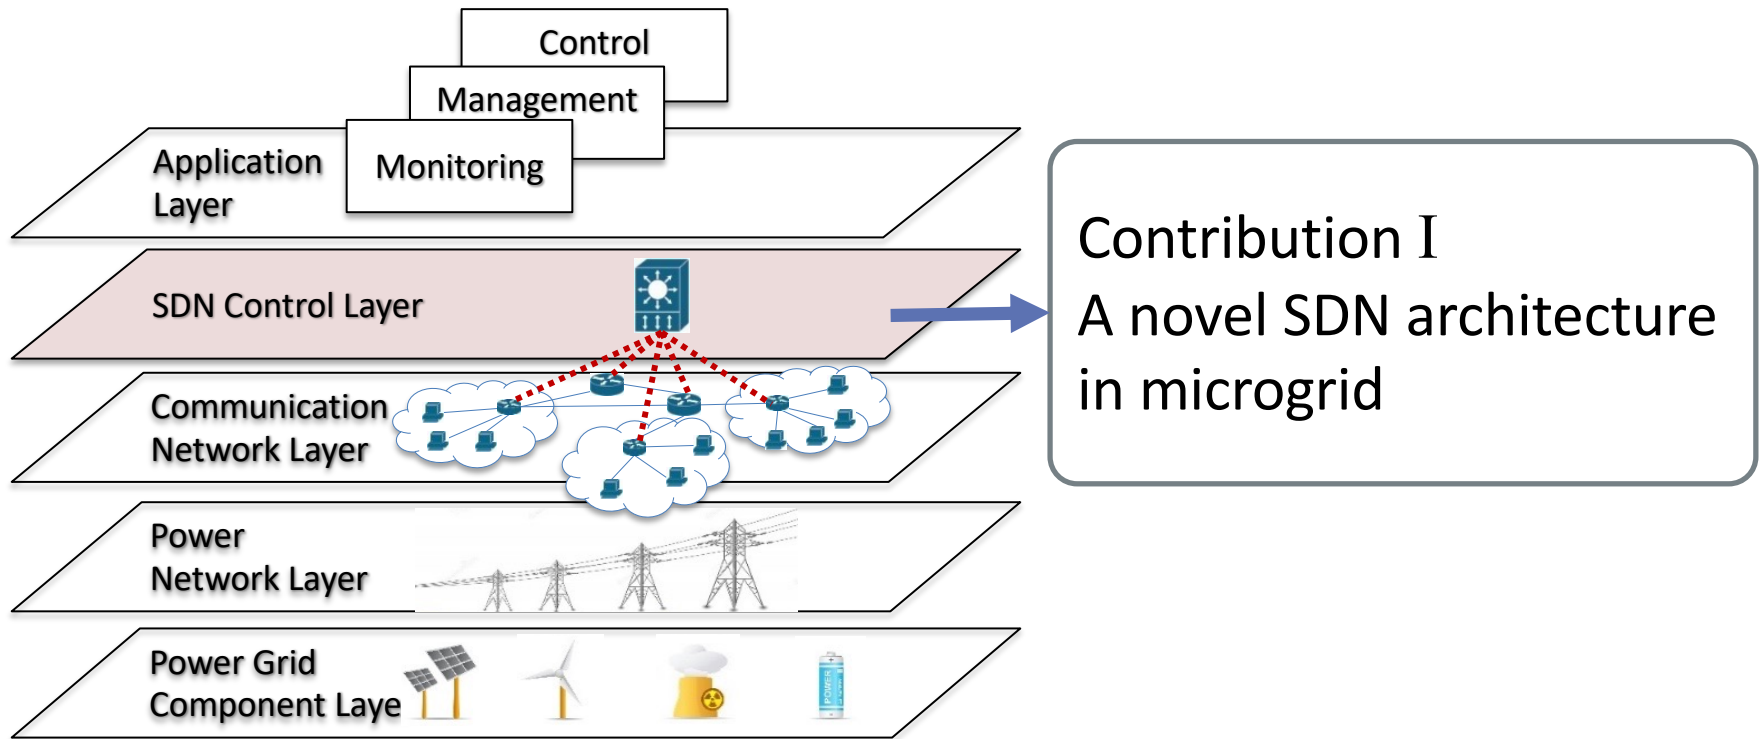 Control
Management
Monitoring
Application
Layer
SDN Control Layer
Communication
Network Layer
Power
Network Layer
Power Grid
Component Laye
POWER
Contribution I
A novel SDN architecture
in microgrid